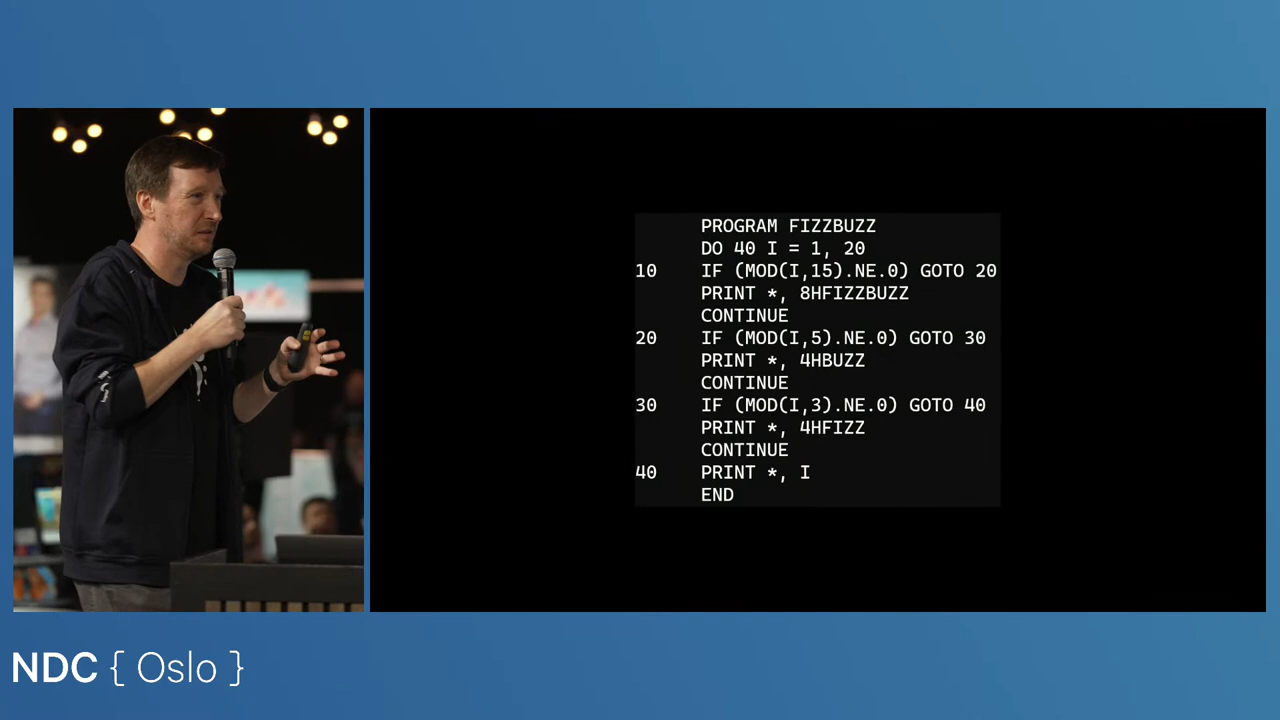 PROGRAM FIZZBUZZ
DO 40 I = 1, 20
10 IF (MOD(I,15).NE.0) GOTO 20
PRINT *, 8HFIZZBUZZ
CONTINUE
20 IF (MOD(I,5).NE.0) GOTO 30
PRINT *, 4HBUZZ
CONTINUE
30 IF (MOD(I,3).NE.0) GOTO 40
PRINT *, 4HFIZZ
CONTINUE
40 PRINT *, I
END
NDC { Oslo }